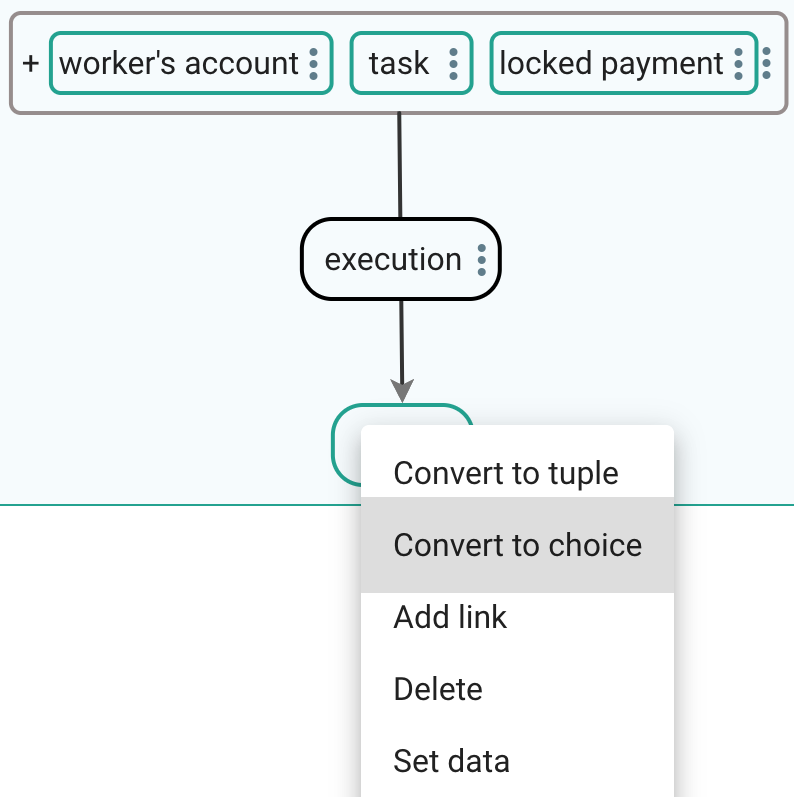 + worker's account task locked payment
execution
Convert to tuple
Convert to choice
Add link
Delete
Set data